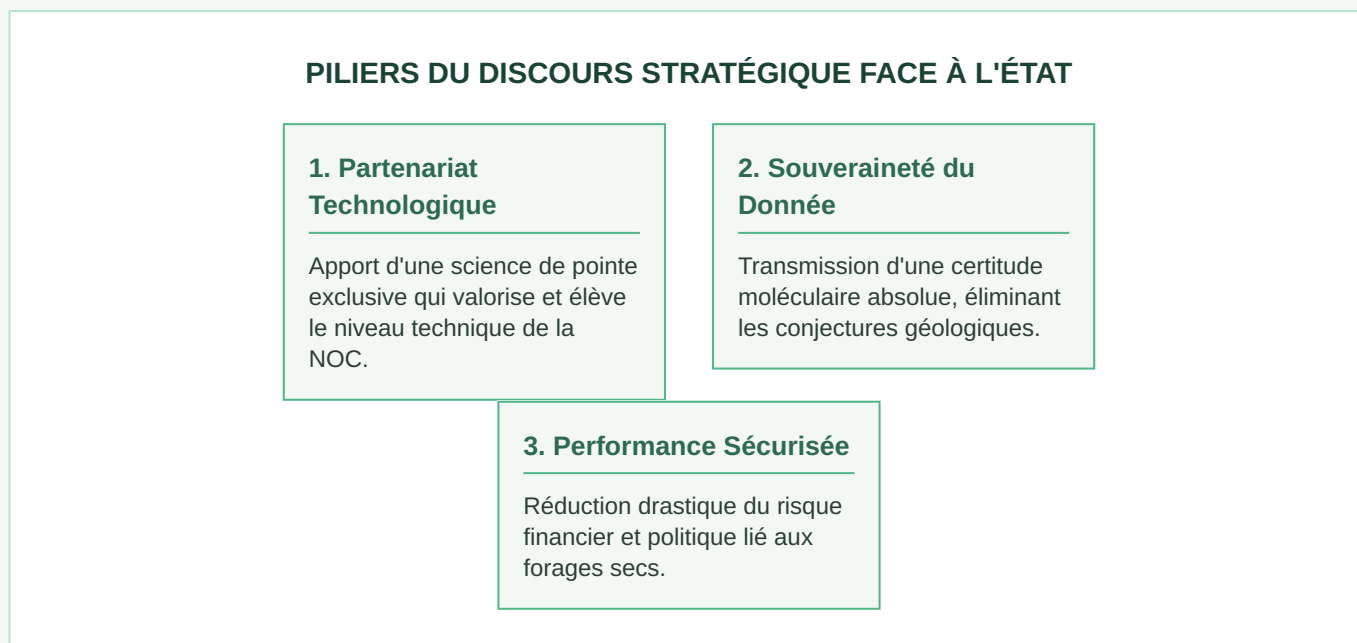 PILIERS DU DISCOURS STRATÉGIQUE FACE À L'ÉTAT
1. Partenariat
Technologique
Apport d'une science de pointe
exclusive qui valorise et élève
le niveau technique de la
NOC.
2. Souveraineté du
Donnée
Transmission d'une certitude
moléculaire absolue, éliminant
les conjectures géologiques.
3. Performance Sécurisée
Réduction drastique du risque
financier et politique lié aux
forages secs.